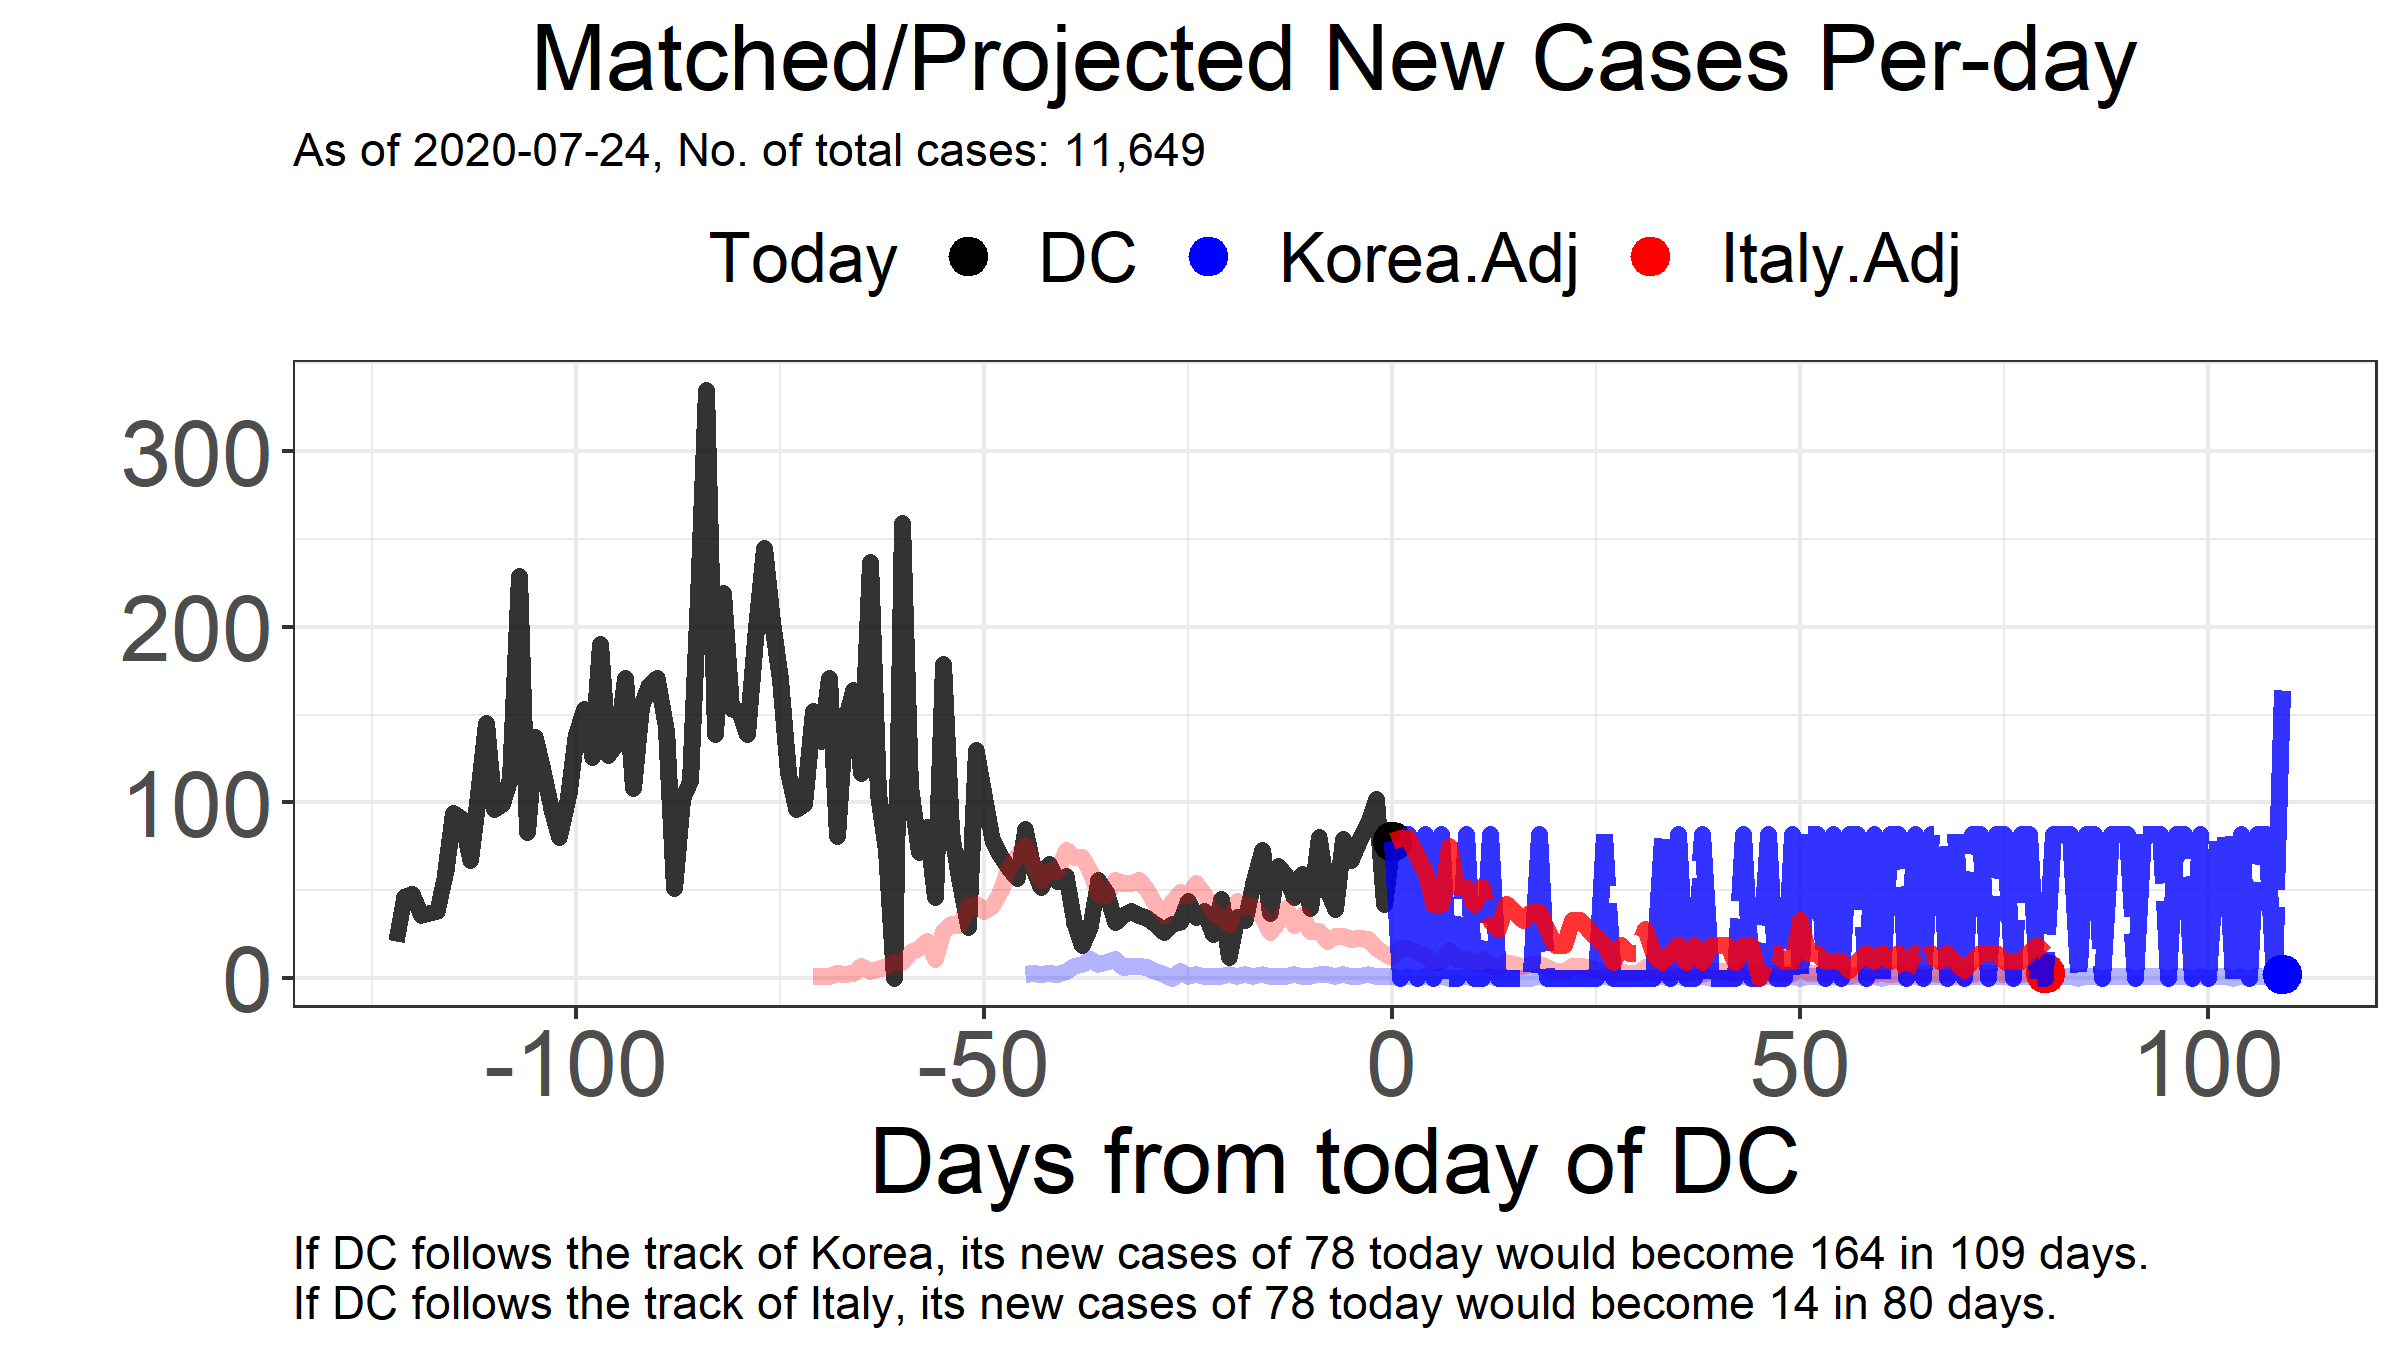 Matched/Projected New Cases Per-day
As of 2020-07-24, No. of total cases: 11,649
Today DC Korea.Adj Italy.Adj
300
200
100
0
-100 -50 0 50 100
Days from today of DC
If DC follows the track of Korea, its new cases of 78 today would become 164 in 109 days.
If DC follows the track of Italy, its new cases of 78 today would become 14 in 80 days.